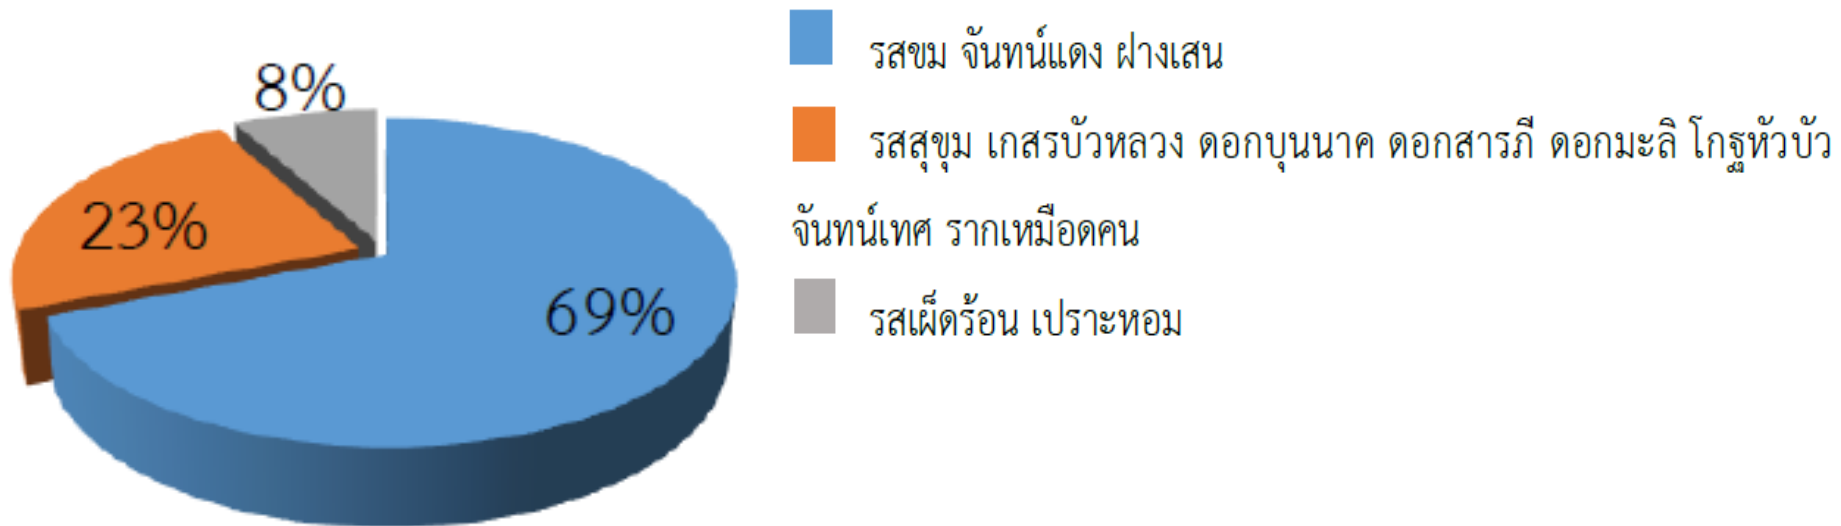 8%
23%
69%
รสขม จันทน์แดง ฝางเสน
รสสุขุม เกสรบัวหลวง ดอกบุนนาค ดอกสารภี ดอกมะลิ โกฐหัวบัว
จันทน์เทศ รากเหมือดคน
รสเผ็ดร้อน เปราะหอม